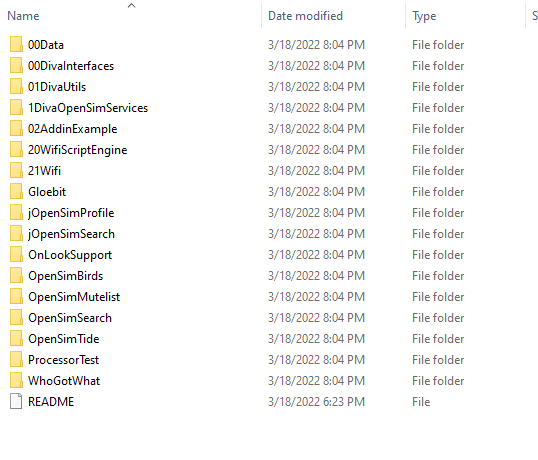 Name Date modified Type S
00Data 3/18/2022 8:04 PM File folder
00DivaInterfaces 3/18/2022 8:04 PM File folder
01DivaUtils 3/18/2022 8:04 PM File folder
1DivaOpenSimServices 3/18/2022 8:04 PM File folder
02AddinExample 3/18/2022 8:04 PM File folder
20WifiScriptEngine 3/18/2022 8:04 PM File folder
21Wifi 3/18/2022 8:04 PM File folder
Gloebit 3/18/2022 8:04 PM File folder
jOpenSimProfile 3/18/2022 8:04 PM File folder
jOpenSimSearch 3/18/2022 8:04 PM File folder
OnLookSupport 3/18/2022 8:04 PM File folder
OpenSimBirds 3/18/2022 8:04 PM File folder
OpenSimMutelist 3/18/2022 8:04 PM File folder
OpenSimSearch 3/18/2022 8:04 PM File folder
OpenSimTide 3/18/2022 8:04 PM File folder
ProcessorTest 3/18/2022 8:04 PM File folder
WhoGotWhat 3/18/2022 8:04 PM File folder
README 3/18/2022 6:23 PM File